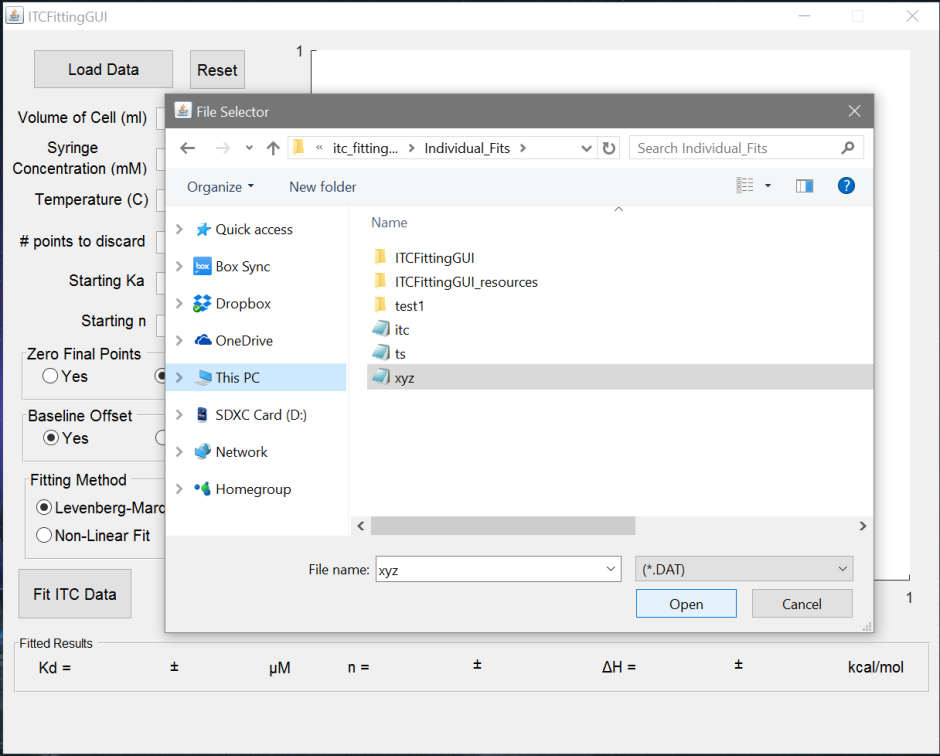 ITCFittingGUI
Load Data
Reset
1
Volume of Cell (ml)
Syringe
Concentration (mM)
Temperature (C)
# points to discard
Starting Ka
Starting n
Zero Final Points
Yes
Baseline Offset
Yes
Fitting Method
Levenberg-Marq
Non-Linear Fit
Fit ITC Data
File Selector
« itc_fitting... > Individual_Fits >
Search Individual_Fits
Organize
New folder
?
Quick access
box Box Sync
Dropbox
OneDrive
This PC
SDXC Card (D:)
Network
Homegroup
Name
ITCFittingGUI
ITCFittingGUI_resources
test1
itc
ts
xyz
File name: xyz
(*.DAT)
Open
Cancel
1
Fitted Results
Kd = ± µM n = ± ΔH = ± kcal/mol